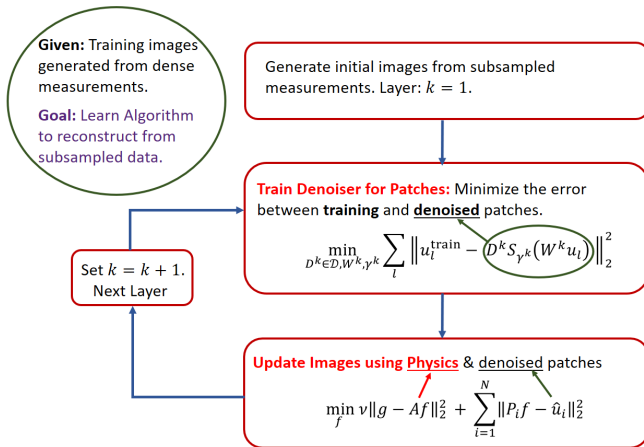 Given: Training images
generated from dense
measurements.
Goal: Learn Algorithm
to reconstruct from
subsampled data.
Generate initial images from subsampled
measurements. Layer: k = 1.
Train Denoiser for Patches: Minimize the error
between training and denoised patches.
min_{D^k∈𝒟,W^k,γ^k} ∑_l ‖u_l^{train} − D^k S_{γ^k}(W^k u_l)‖_2^2
Set k = k + 1.
Next Layer
Update Images using Physics & denoised patches
min_f ν‖g − Af‖_2^2 + ∑_{i=1}^N ‖P_i f − û_i‖_2^2